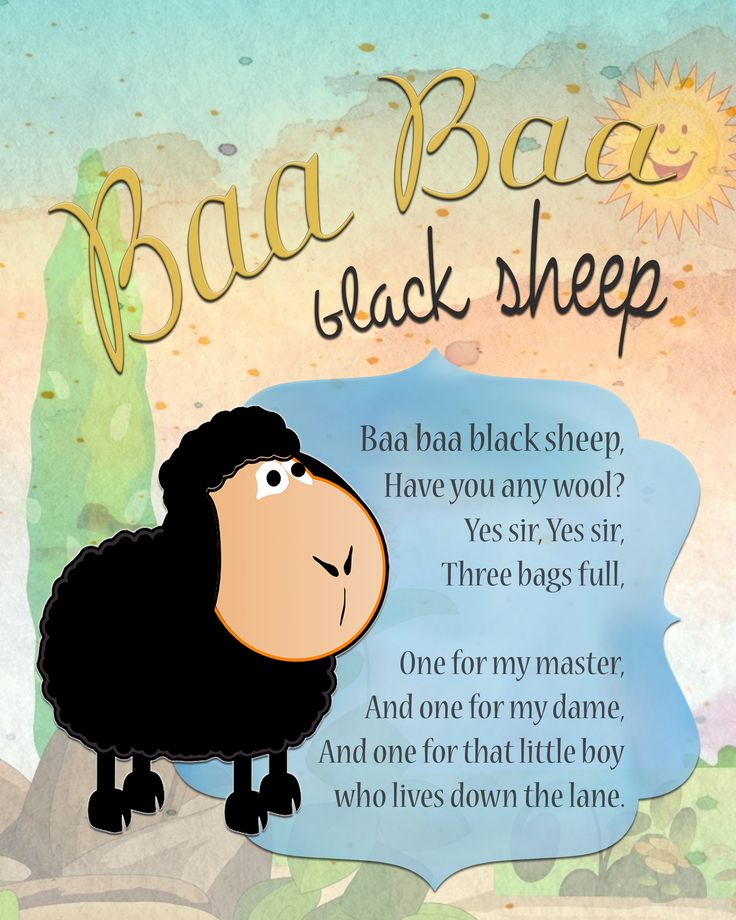 Baa Baa
black sheep
Baa baa black sheep,
Have you any wool?
Yes sir, Yes sir,
Three bags full,
One for my master,
And one for my dame,
And one for that little boy
who lives down the lane.